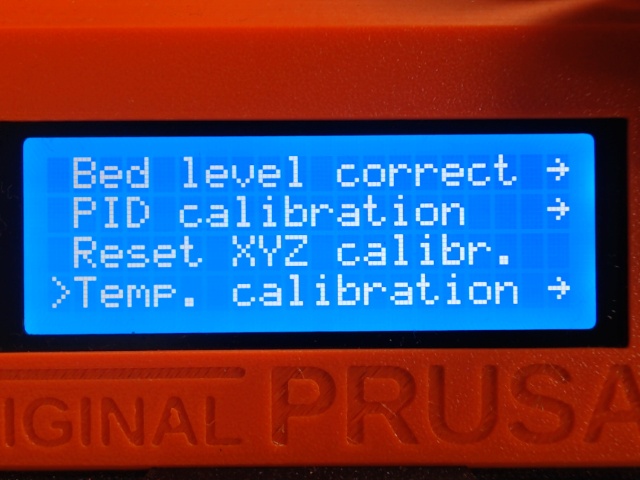 Bed level correct →
PID calibration →
Reset XYZ calibr.
>Temp. calibration →
IGINAL PRUSA